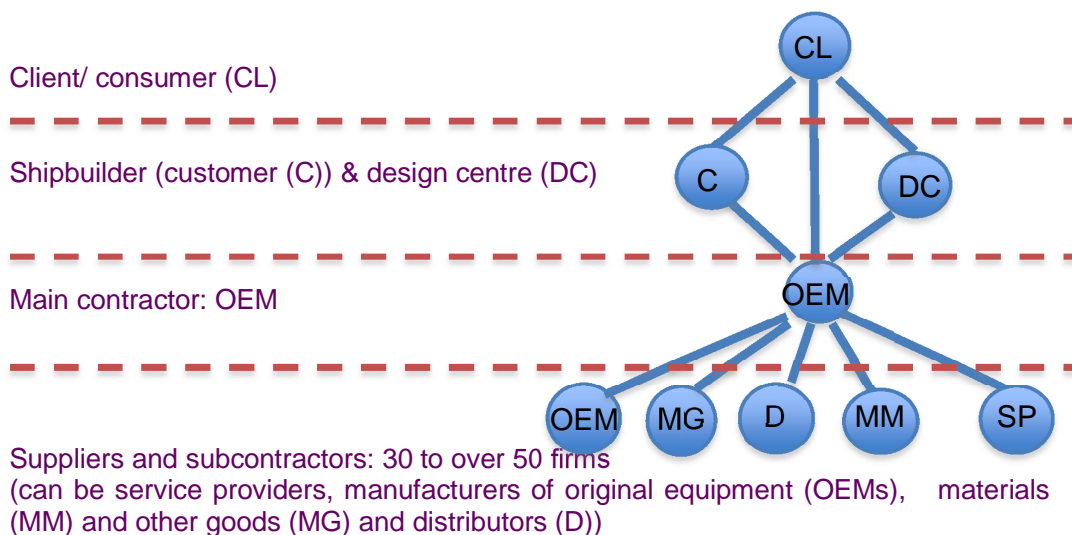 CL
Client/ consumer (CL)
Shipbuilder (customer (C)) & design centre (DC)
C
DC
Main contractor: OEM
OEM
OEM
MG
D
MM
SP
Suppliers and subcontractors: 30 to over 50 firms
(can be service providers, manufacturers of original equipment (OEMs), materials
(MM) and other goods (MG) and distributors (D))